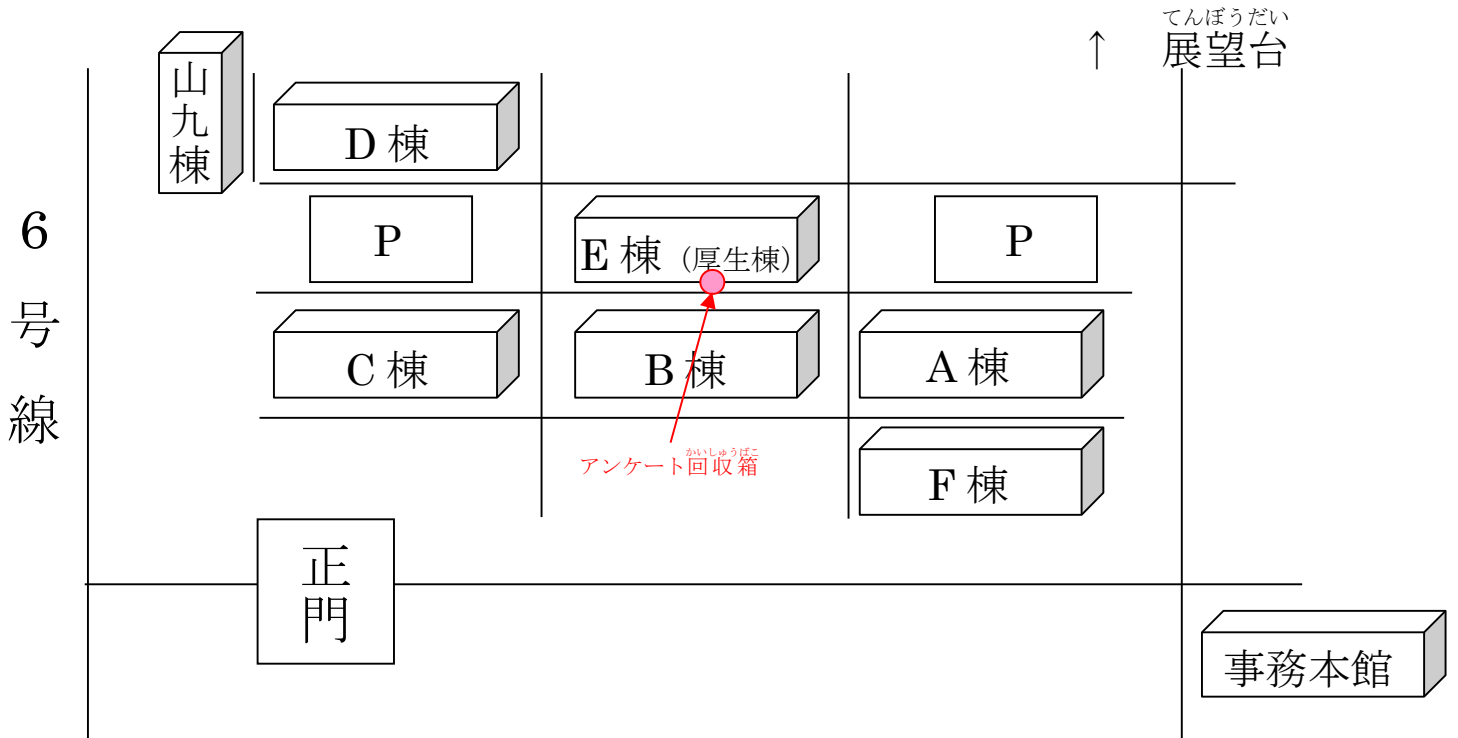 てんぼうだい
↑ 展望台
山九棟
D 棟
6号線
P
E 棟 (厚生棟)
P
C 棟
B 棟
A 棟
かいしゅうばこ
アンケート回収箱
F 棟
正門
事務本館